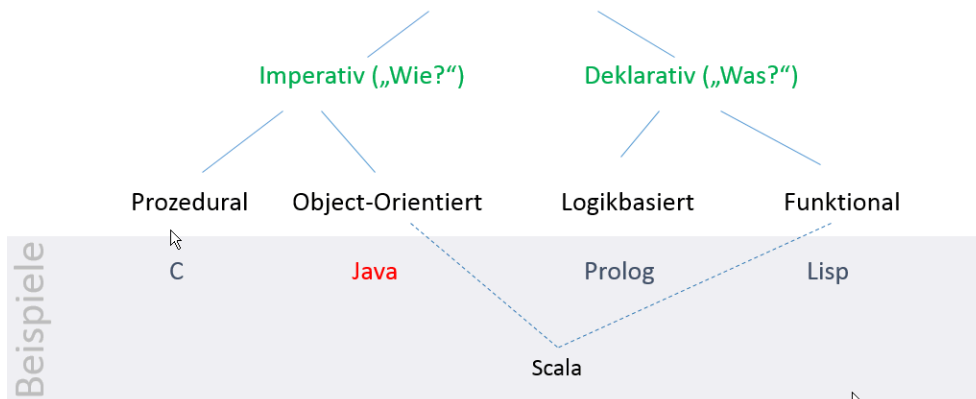 Imperativ („Wie?“)
Deklarativ („Was?“)
Prozedural
Object-Orientiert
Logikbasiert
Funktional
Beispiele
C
Java
Prolog
Lisp
Scala